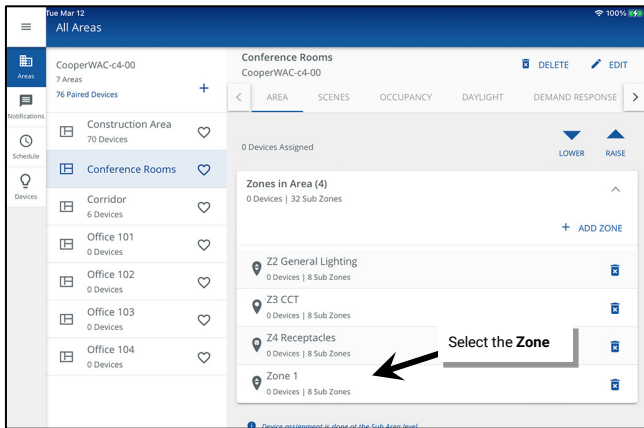 Tue Mar 12
100%
All Areas
Areas
Notifications
Schedule
Devices
CooperWAC-c4-00
7 Areas
76 Paired Devices
+
Construction Area
70 Devices
Conference Rooms
Corridor
6 Devices
Office 101
0 Devices
Office 102
0 Devices
Office 103
0 Devices
Office 104
0 Devices
Conference Rooms
CooperWAC-c4-00
DELETE
EDIT
< AREA SCENES OCCUPANCY DAYLIGHT DEMAND RESPONSE >
0 Devices Assigned
LOWER RAISE
Zones in Area (4)
0 Devices | 32 Sub Zones
+ ADD ZONE
Z2 General Lighting
0 Devices | 8 Sub Zones
Z3 CCT
0 Devices | 8 Sub Zones
Z4 Receptacles
0 Devices | 8 Sub Zones
Select the Zone
Zone 1
0 Devices | 8 Sub Zones
Device assignment is done at the Sub Area level